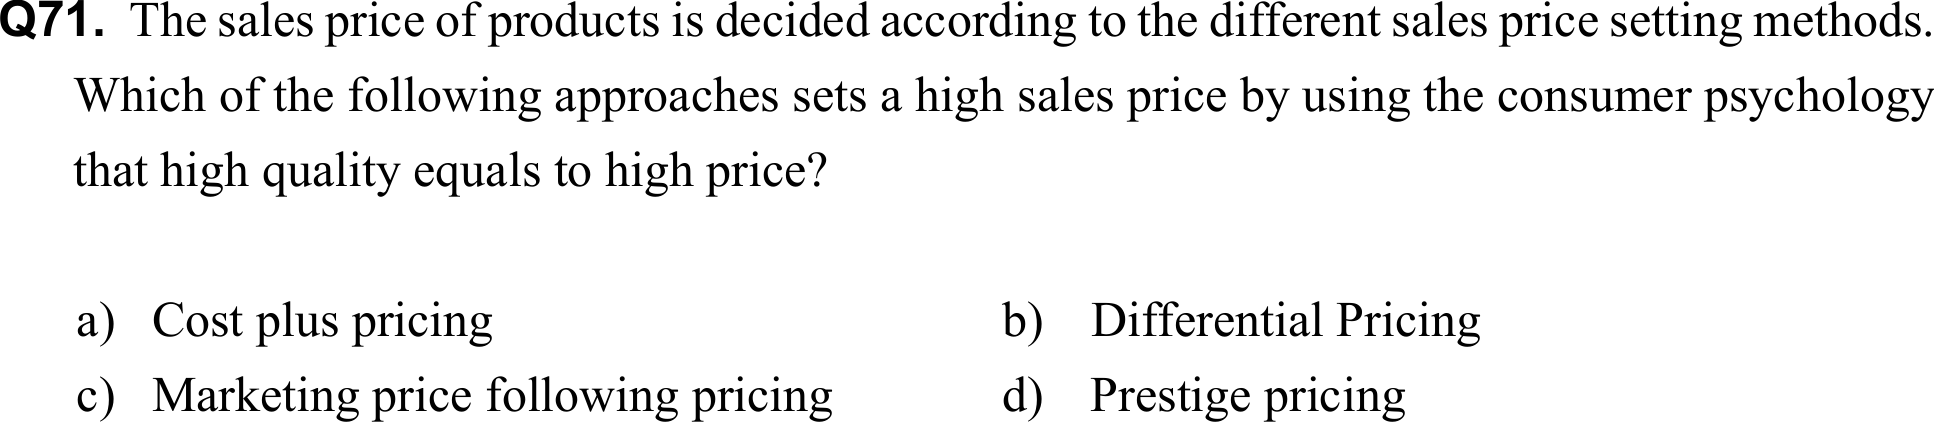 Q71. The sales price of products is decided according to the different sales price setting methods.
Which of the following approaches sets a high sales price by using the consumer psychology
that high quality equals to high price?
a) Cost plus pricing b) Differential Pricing
c) Marketing price following pricing d) Prestige pricing